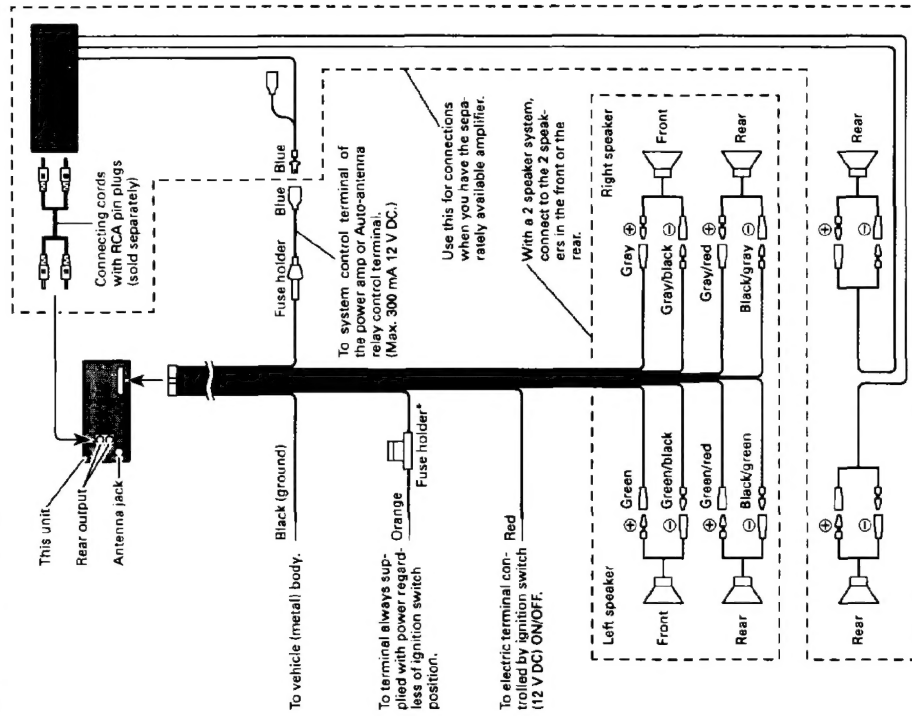 This unit
Rear output
Antenna jack
Connecting cords
with RCA pin plugs
(sold separately)
Blue
Blue
Fuse holder
To system control terminal of
the power amp or Auto-antenna
relay control terminal.
(Max. 300 mA 12 V DC.)
Use this for connections
when you have the sepa-
rately available amplifier.
With a 2 speaker system,
connect to the 2 speak-
ers in the front or the
rear.
Black (ground)
To vehicle (metal) body.
Orange
Fuse holder*
To terminal always sup-
plied with power regard-
less of ignition switch
position.
Red
To electric terminal con-
trolled by ignition switch
(12 V DC) ON/OFF.
Left speaker
Front
⊕
Green
⊖
Green/black
Rear
⊕
Green/red
⊖
Black/green
Right speaker
Gray
⊕
Front
Gray/black
⊖
Gray/red
⊕
Rear
Black/gray
⊖
Rear
⊕
⊖
⊕
⊖
Rear